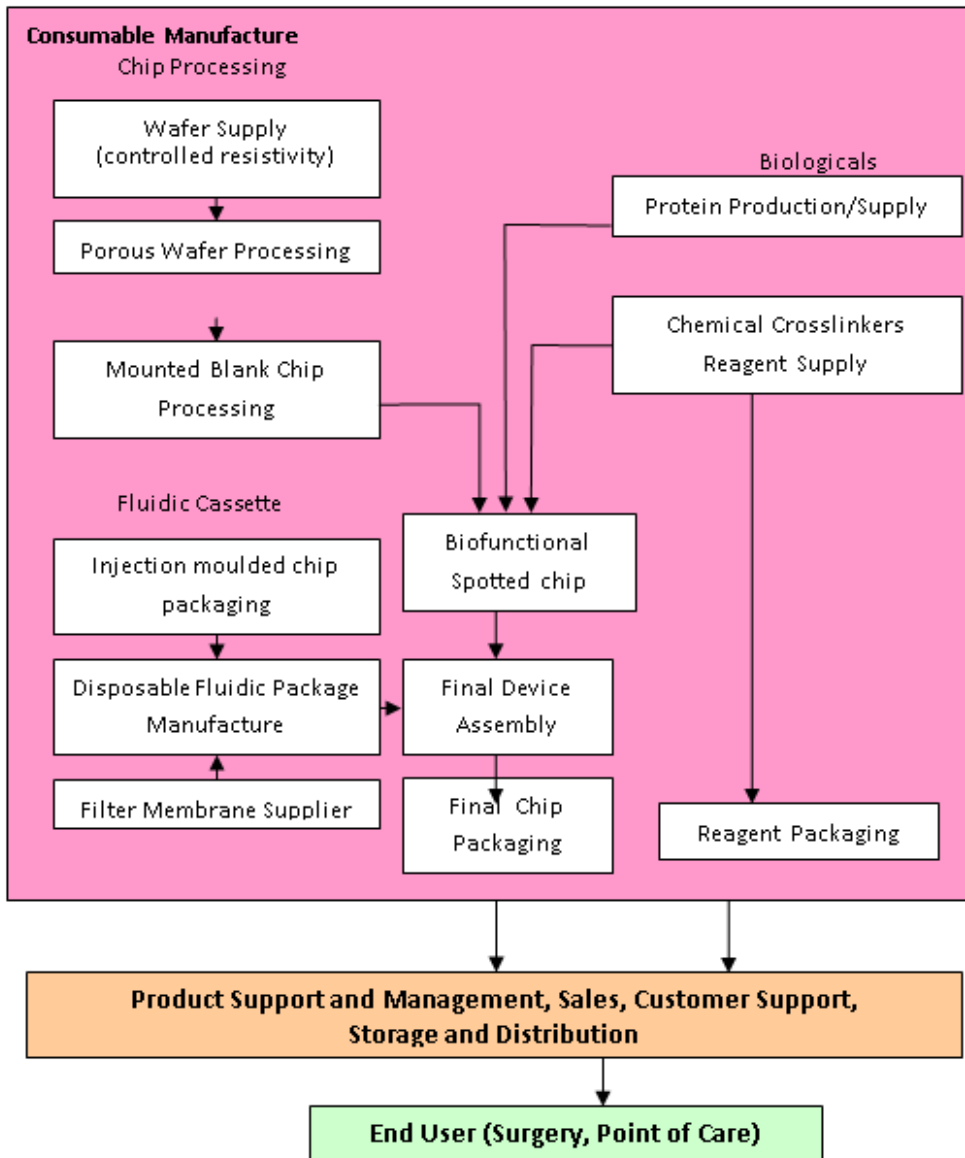 Consumable Manufacture
Chip Processing
Wafer Supply
(controlled resistivity)
Biologicals
Protein Production/Supply
Porous Wafer Processing
Chemical Crosslinkers
Reagent Supply
Mounted Blank Chip
Processing
Fluidic Cassette
Injection moulded chip
packaging
Biofunctional
Spotted chip
Disposable Fluidic Package
Manufacture
Final Device
Assembly
Filter Membrane Supplier
Final Chip
Packaging
Reagent Packaging
Product Support and Management, Sales, Customer Support,
Storage and Distribution
End User (Surgery, Point of Care)